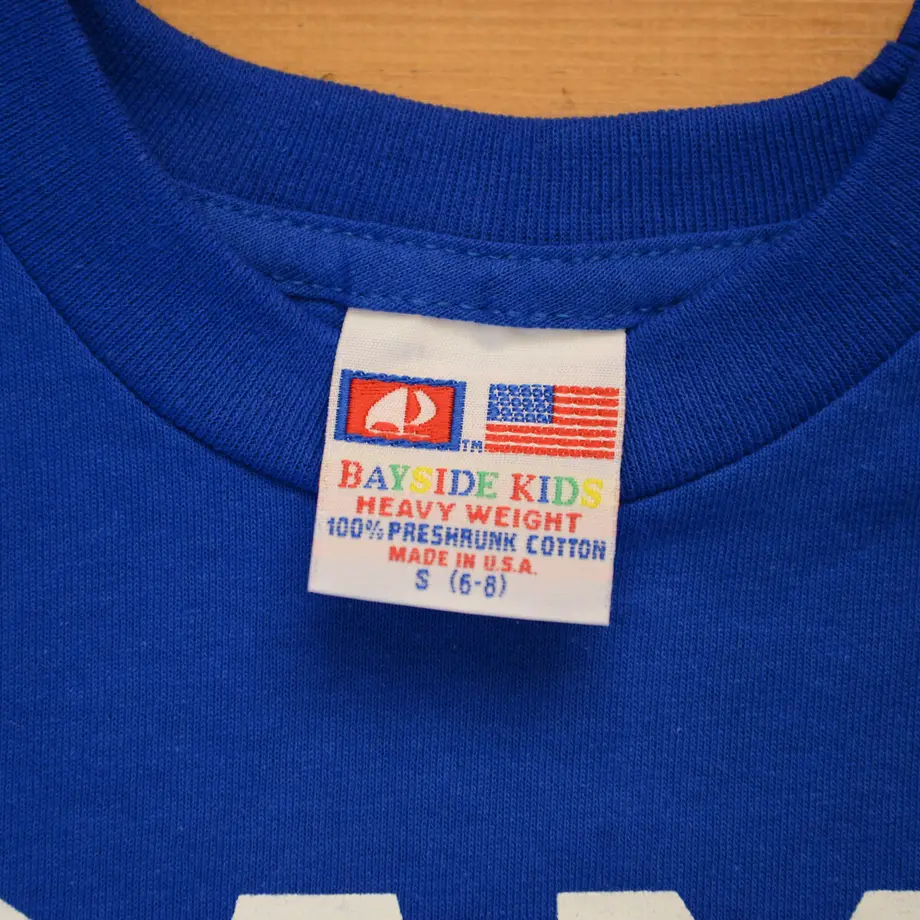 TM
BAYSIDE KIDS
HEAVY WEIGHT
100% PRESHRUNK COTTON
MADE IN U.S.A.
S (6-8)